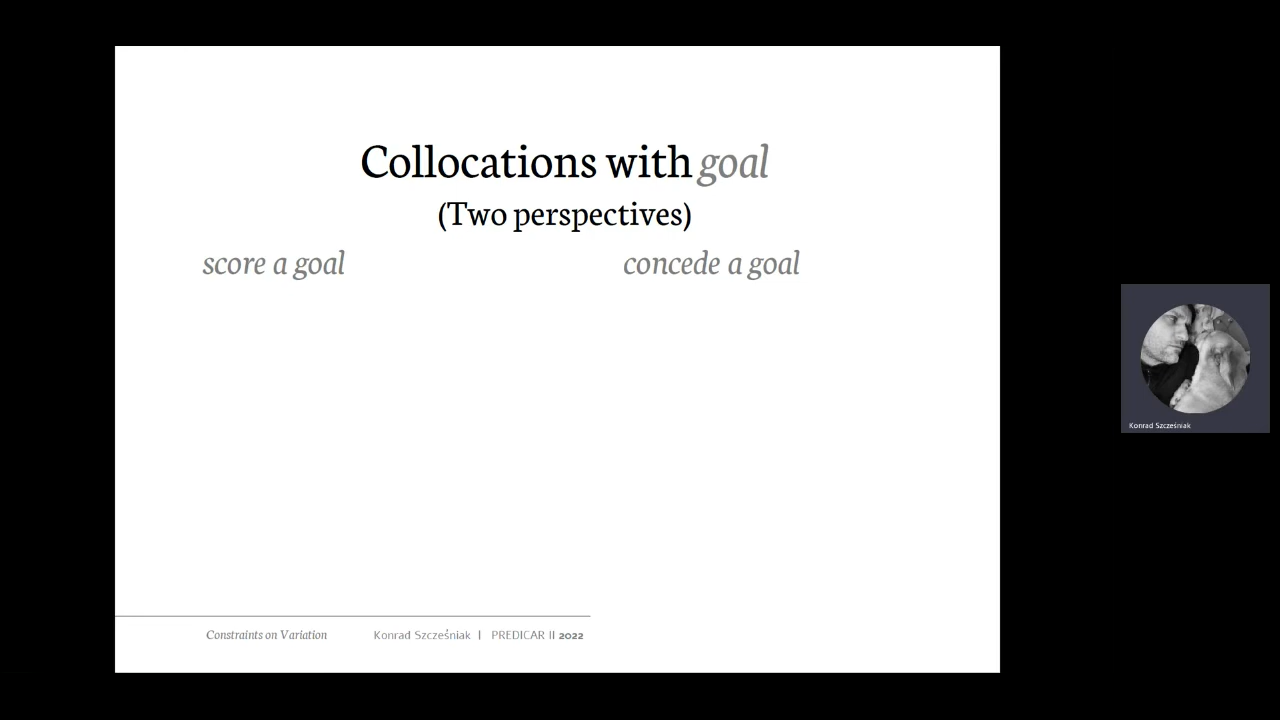 Collocations with goal
(Two perspectives)
score a goal concede a goal
Konrad Szcześniak
Constraints on Variation Konrad Szcześniak | PREDICAR II 2022